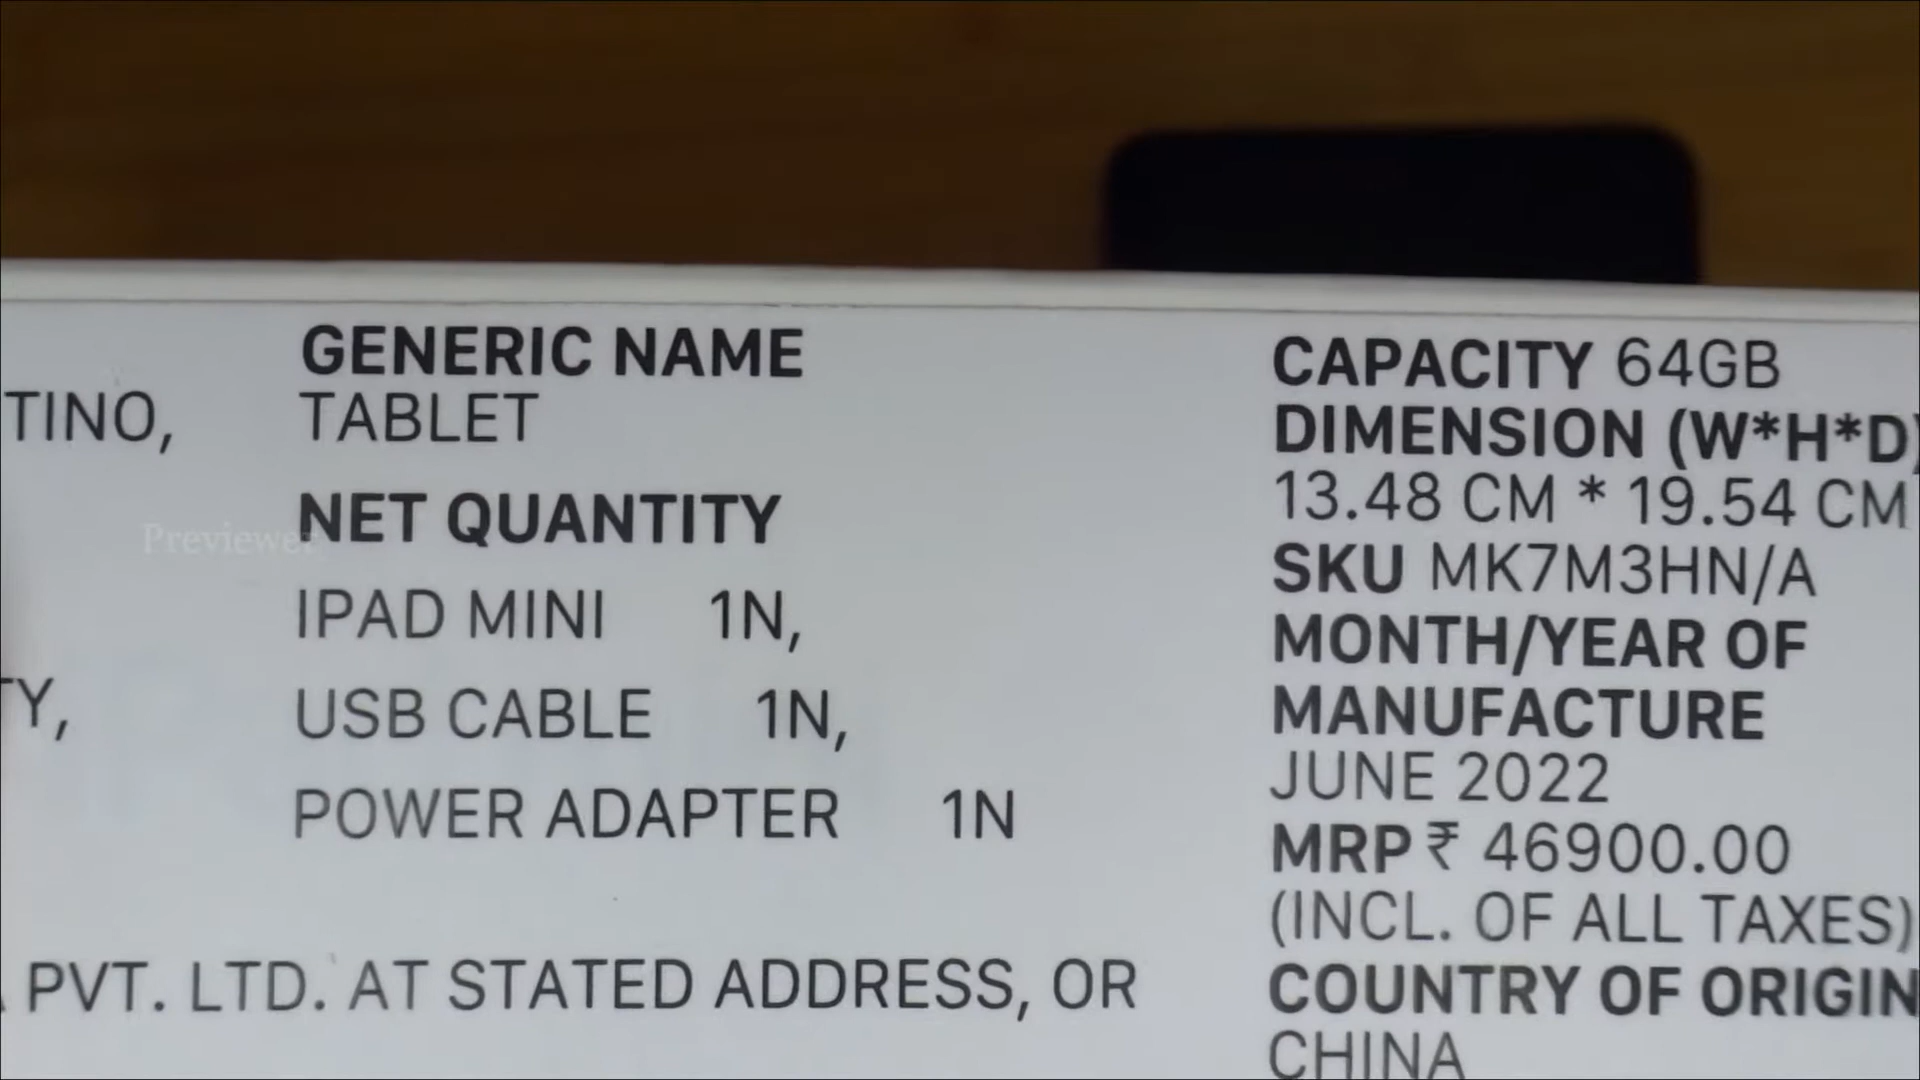 TINO,
TY,
GENERIC NAME
TABLET
NET QUANTITY
Previewer
IPAD MINI 1N,
USB CABLE 1N,
POWER ADAPTER 1N
PVT. LTD. AT STATED ADDRESS, OR
CAPACITY 64GB
DIMENSION (W*H*D)
13.48 CM * 19.54 CM
SKU MK7M3HN/A
MONTH/YEAR OF
MANUFACTURE
JUNE 2022
MRP ₹ 46900.00
(INCL. OF ALL TAXES)
COUNTRY OF ORIGIN
CHINA